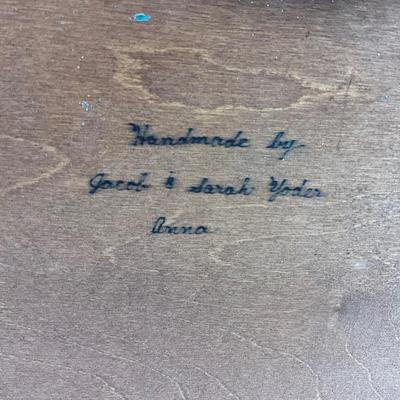 Handmade by
Jacob & Sarah Yoder
Anna